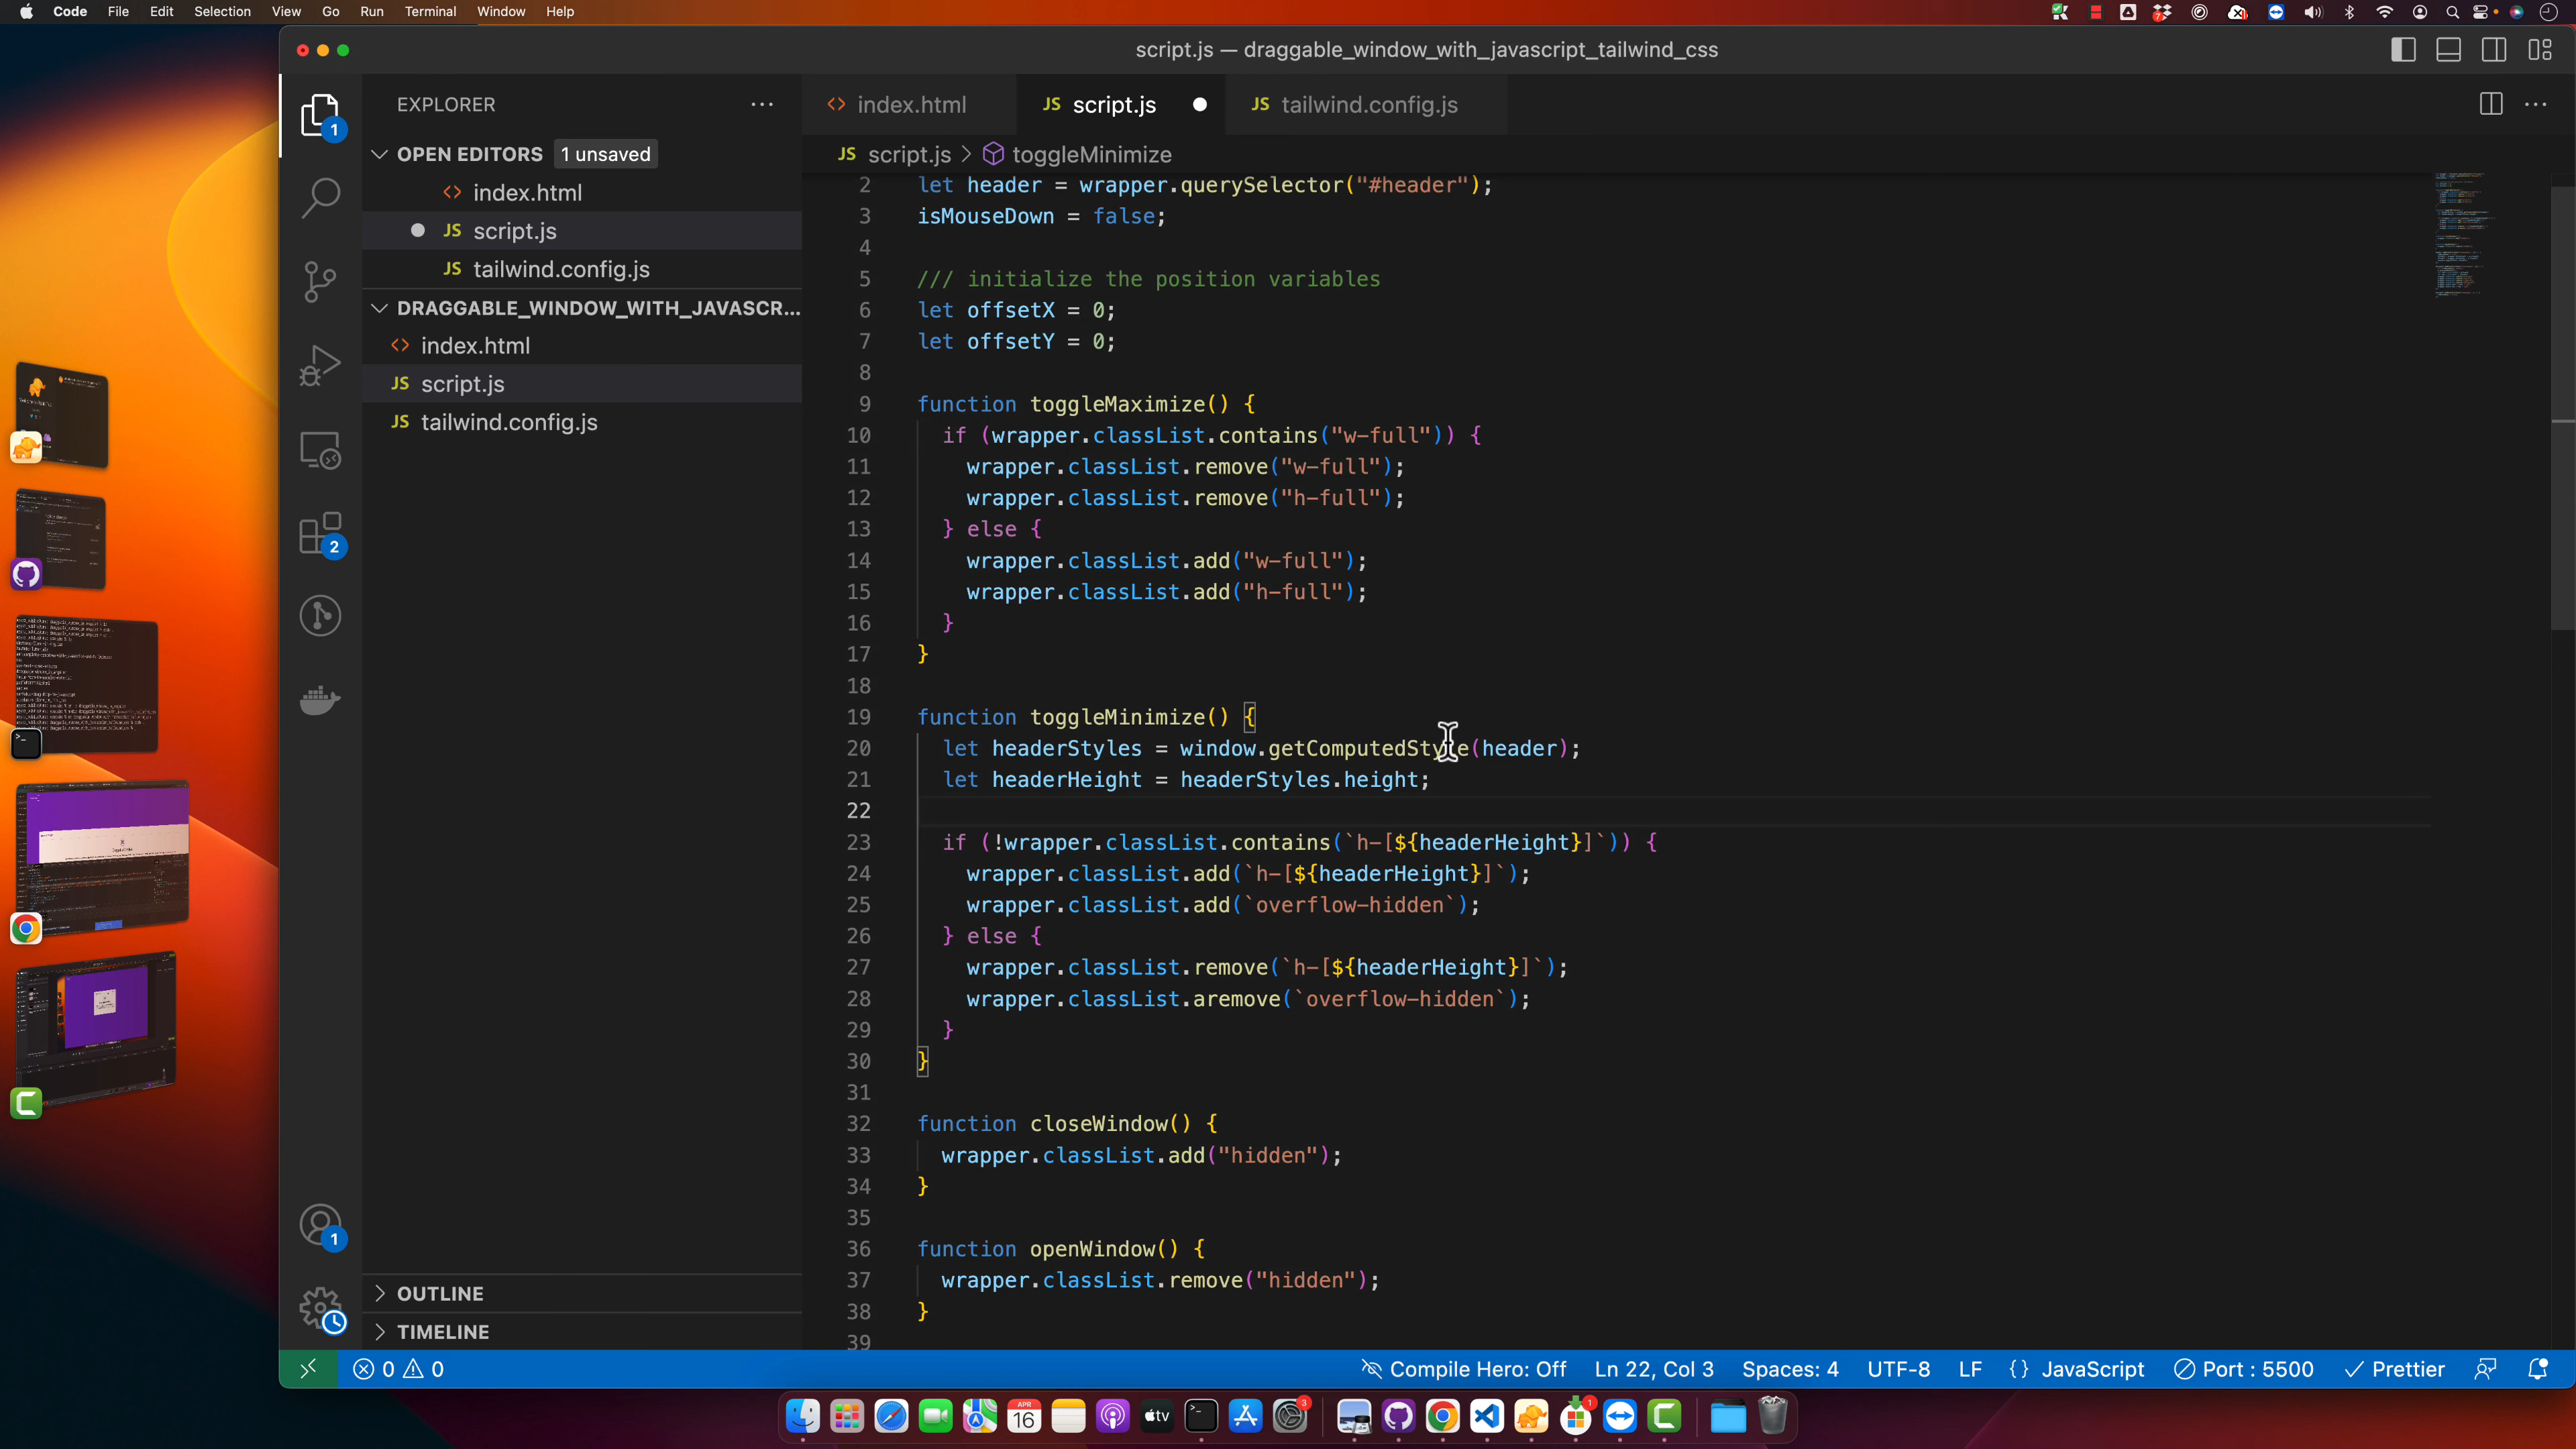 Code File Edit Selection View Go Run Terminal Window Help
script.js — draggable_window_with_javascript_tailwind_css
EXPLORER
1
OPEN EDITORS 1 unsaved
index.html
JS script.js
JS tailwind.config.js
DRAGGABLE_WINDOW_WITH_JAVASCR...
index.html
JS script.js
JS tailwind.config.js
2
1
OUTLINE
TIMELINE
index.html JS script.js JS tailwind.config.js
JS script.js > toggleMinimize
2 let header = wrapper.querySelector("#header");
3 isMouseDown = false;
4
5 /// initialize the position variables
6 let offsetX = 0;
7 let offsetY = 0;
8
9 function toggleMaximize() {
10 if (wrapper.classList.contains("w-full")) {
11 wrapper.classList.remove("w-full");
12 wrapper.classList.remove("h-full");
13 } else {
14 wrapper.classList.add("w-full");
15 wrapper.classList.add("h-full");
16 }
17 }
18
19 function toggleMinimize() {
20 let headerStyles = window.getComputedStyle(header);
21 let headerHeight = headerStyles.height;
22
23 if (!wrapper.classList.contains(`h-[${headerHeight}]`)) {
24 wrapper.classList.add(`h-[${headerHeight}]`);
25 wrapper.classList.add(`overflow-hidden`);
26 } else {
27 wrapper.classList.remove(`h-[${headerHeight}]`);
28 wrapper.classList.aremove(`overflow-hidden`);
29 }
30 }
31
32 function closeWindow() {
33 wrapper.classList.add("hidden");
34 }
35
36 function openWindow() {
37 wrapper.classList.remove("hidden");
38 }
39
0 0 Compile Hero: Off Ln 22, Col 3 Spaces: 4 UTF-8 LF {} JavaScript Port : 5500 Prettier
APR
16
tv
3
1